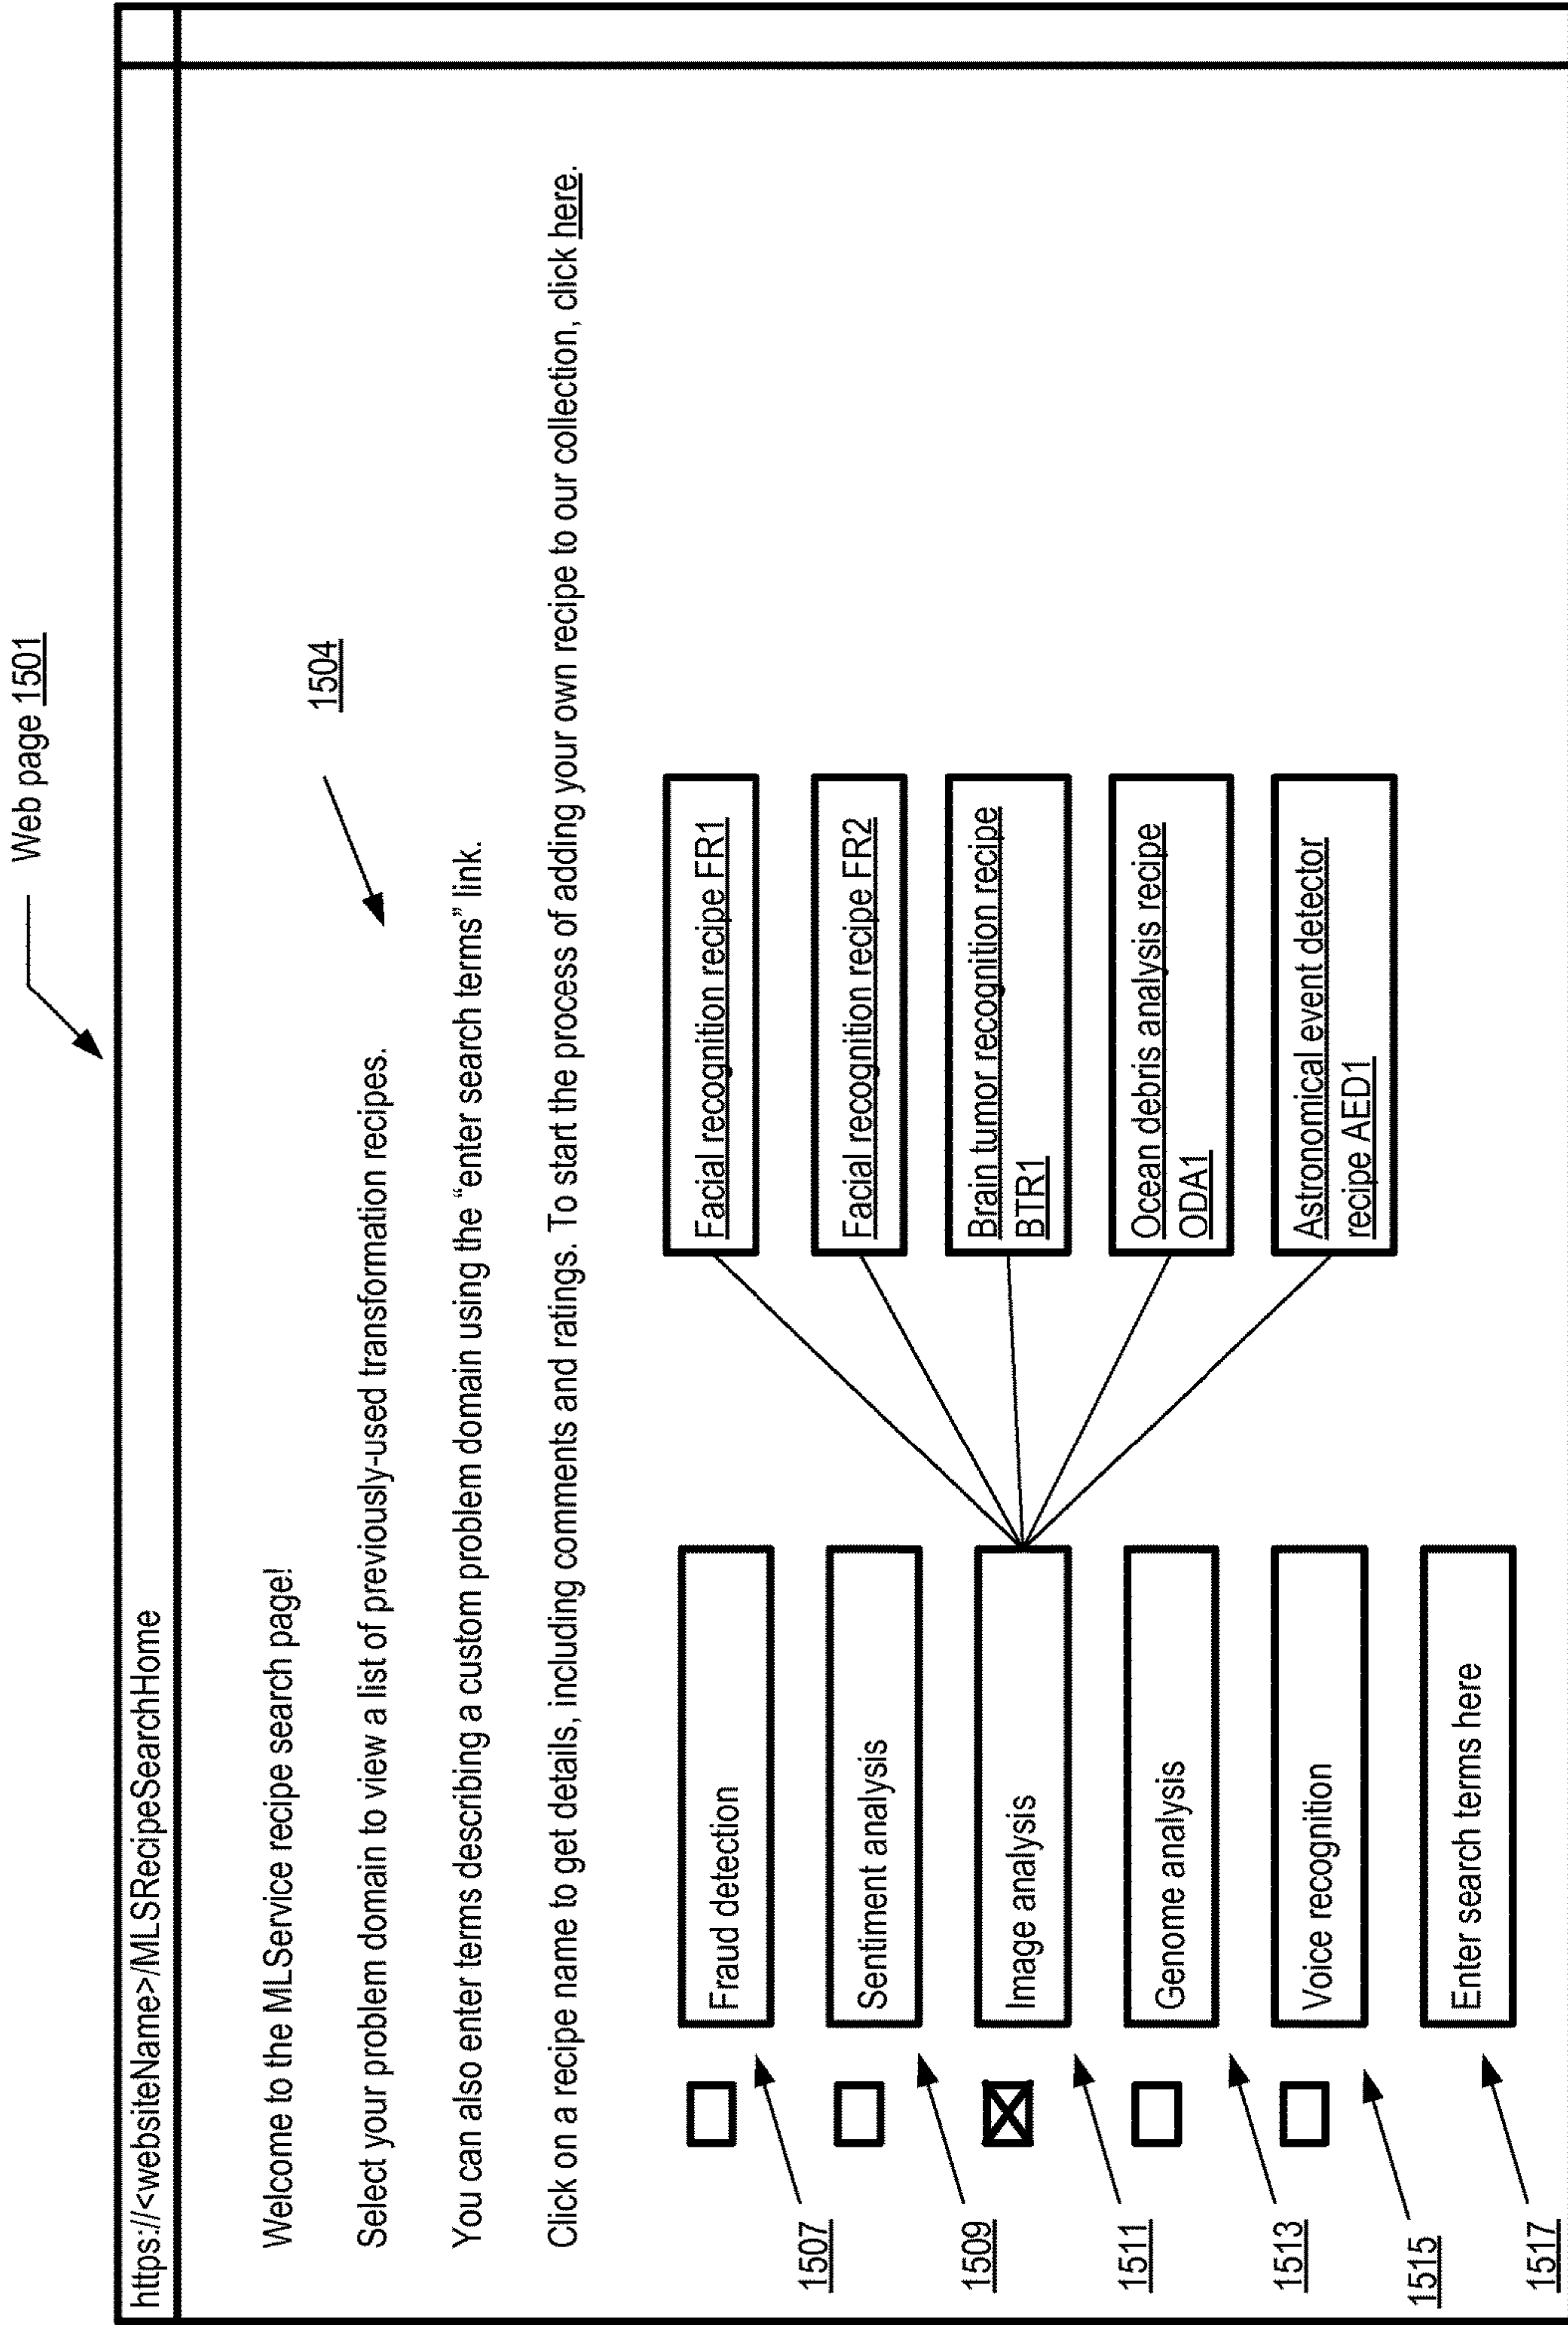 Web page 1501
https://<websiteName>/MLSRecipeSearchHome
Welcome to the MLService recipe search page!
1504
Select your problem domain to view a list of previously-used transformation recipes.
You can also enter terms describing a custom problem domain using the “enter search terms” link.
Click on a recipe name to get details, including comments and ratings. To start the process of adding your own recipe to our collection, click here.
1507
Fraud detection
1509
Sentiment analysis
1511
Image analysis
1513
Genome analysis
1515
Voice recognition
1517
Enter search terms here
Facial recognition recipe FR1
Facial recognition recipe FR2
Brain tumor recognition recipe
BTR1
Ocean debris analysis recipe
ODA1
Astronomical event detector
recipe AED1